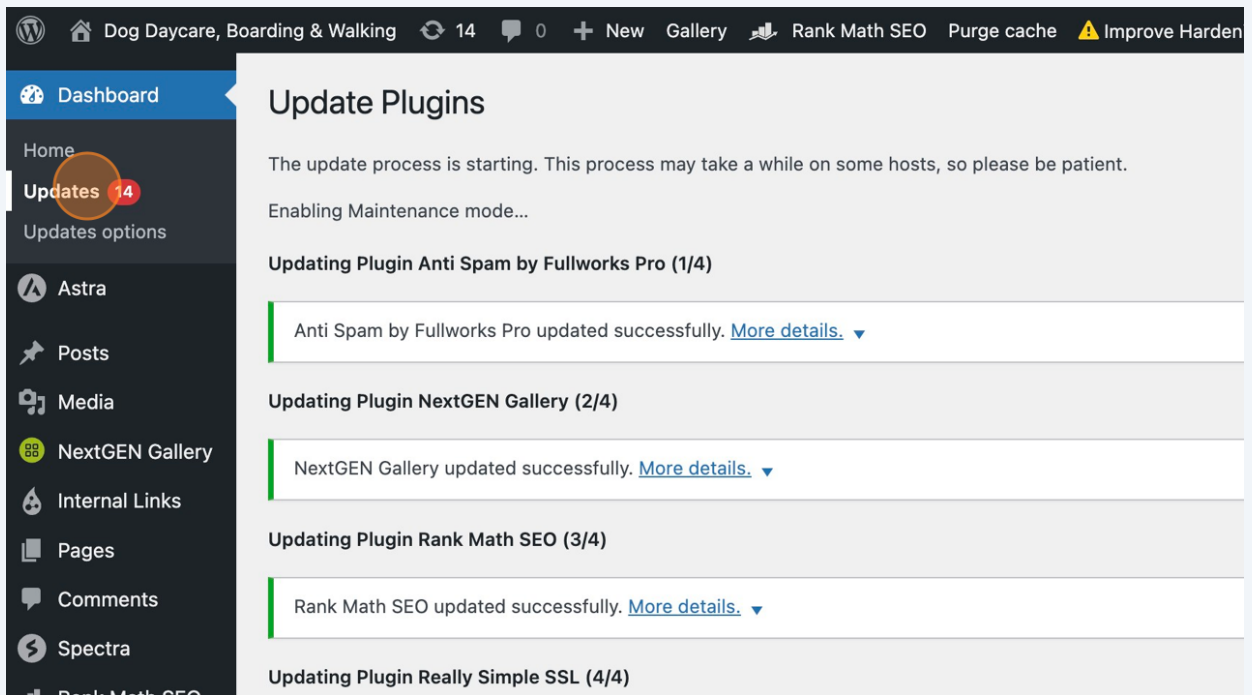 Dog Daycare, Boarding & Walking 14 0 New Gallery Rank Math SEO Purge cache Improve Harden
Dashboard
Home
Updates 14
Updates options
Astra
Posts
Media
NextGEN Gallery
Internal Links
Pages
Comments
Spectra
Rank Math SEO
Update Plugins
The update process is starting. This process may take a while on some hosts, so please be patient.
Enabling Maintenance mode...
Updating Plugin Anti Spam by Fullworks Pro (1/4)
Anti Spam by Fullworks Pro updated successfully. More details.
Updating Plugin NextGEN Gallery (2/4)
NextGEN Gallery updated successfully. More details.
Updating Plugin Rank Math SEO (3/4)
Rank Math SEO updated successfully. More details.
Updating Plugin Really Simple SSL (4/4)